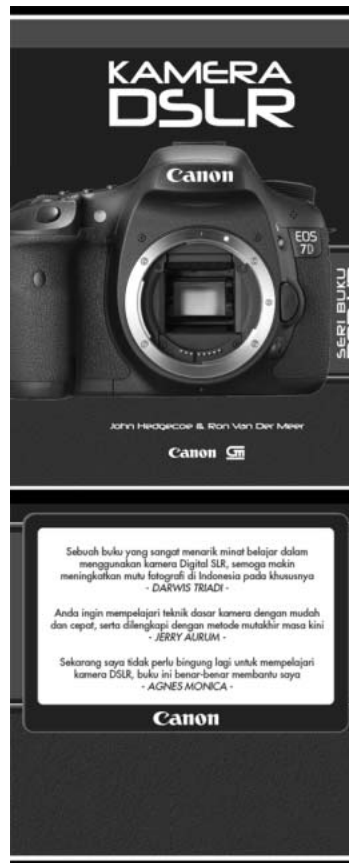 KAMERA
DSLR
Canon
EOS
7D
SERI BUKU
John Hedgecoe & Ron Van Der Meer
Canon Gm
Sebuah buku yang sangat menarik minat belajar dalam
menggunakan kamera Digital SLR, semoga makin
meningkatkan mutu fotografi di Indonesia pada khususnya
- DARWIS TRIADI -
Anda ingin mempelajari teknik dasar kamera dengan mudah
dan cepat, serta dilengkapi dengan metode mutakhir masa kini
- JERRY AURUM -
Sekarang saya tidak perlu bingung lagi untuk mempelajari
kamera DSLR, buku ini benar-benar membantu saya
- AGNES MONICA -
Canon